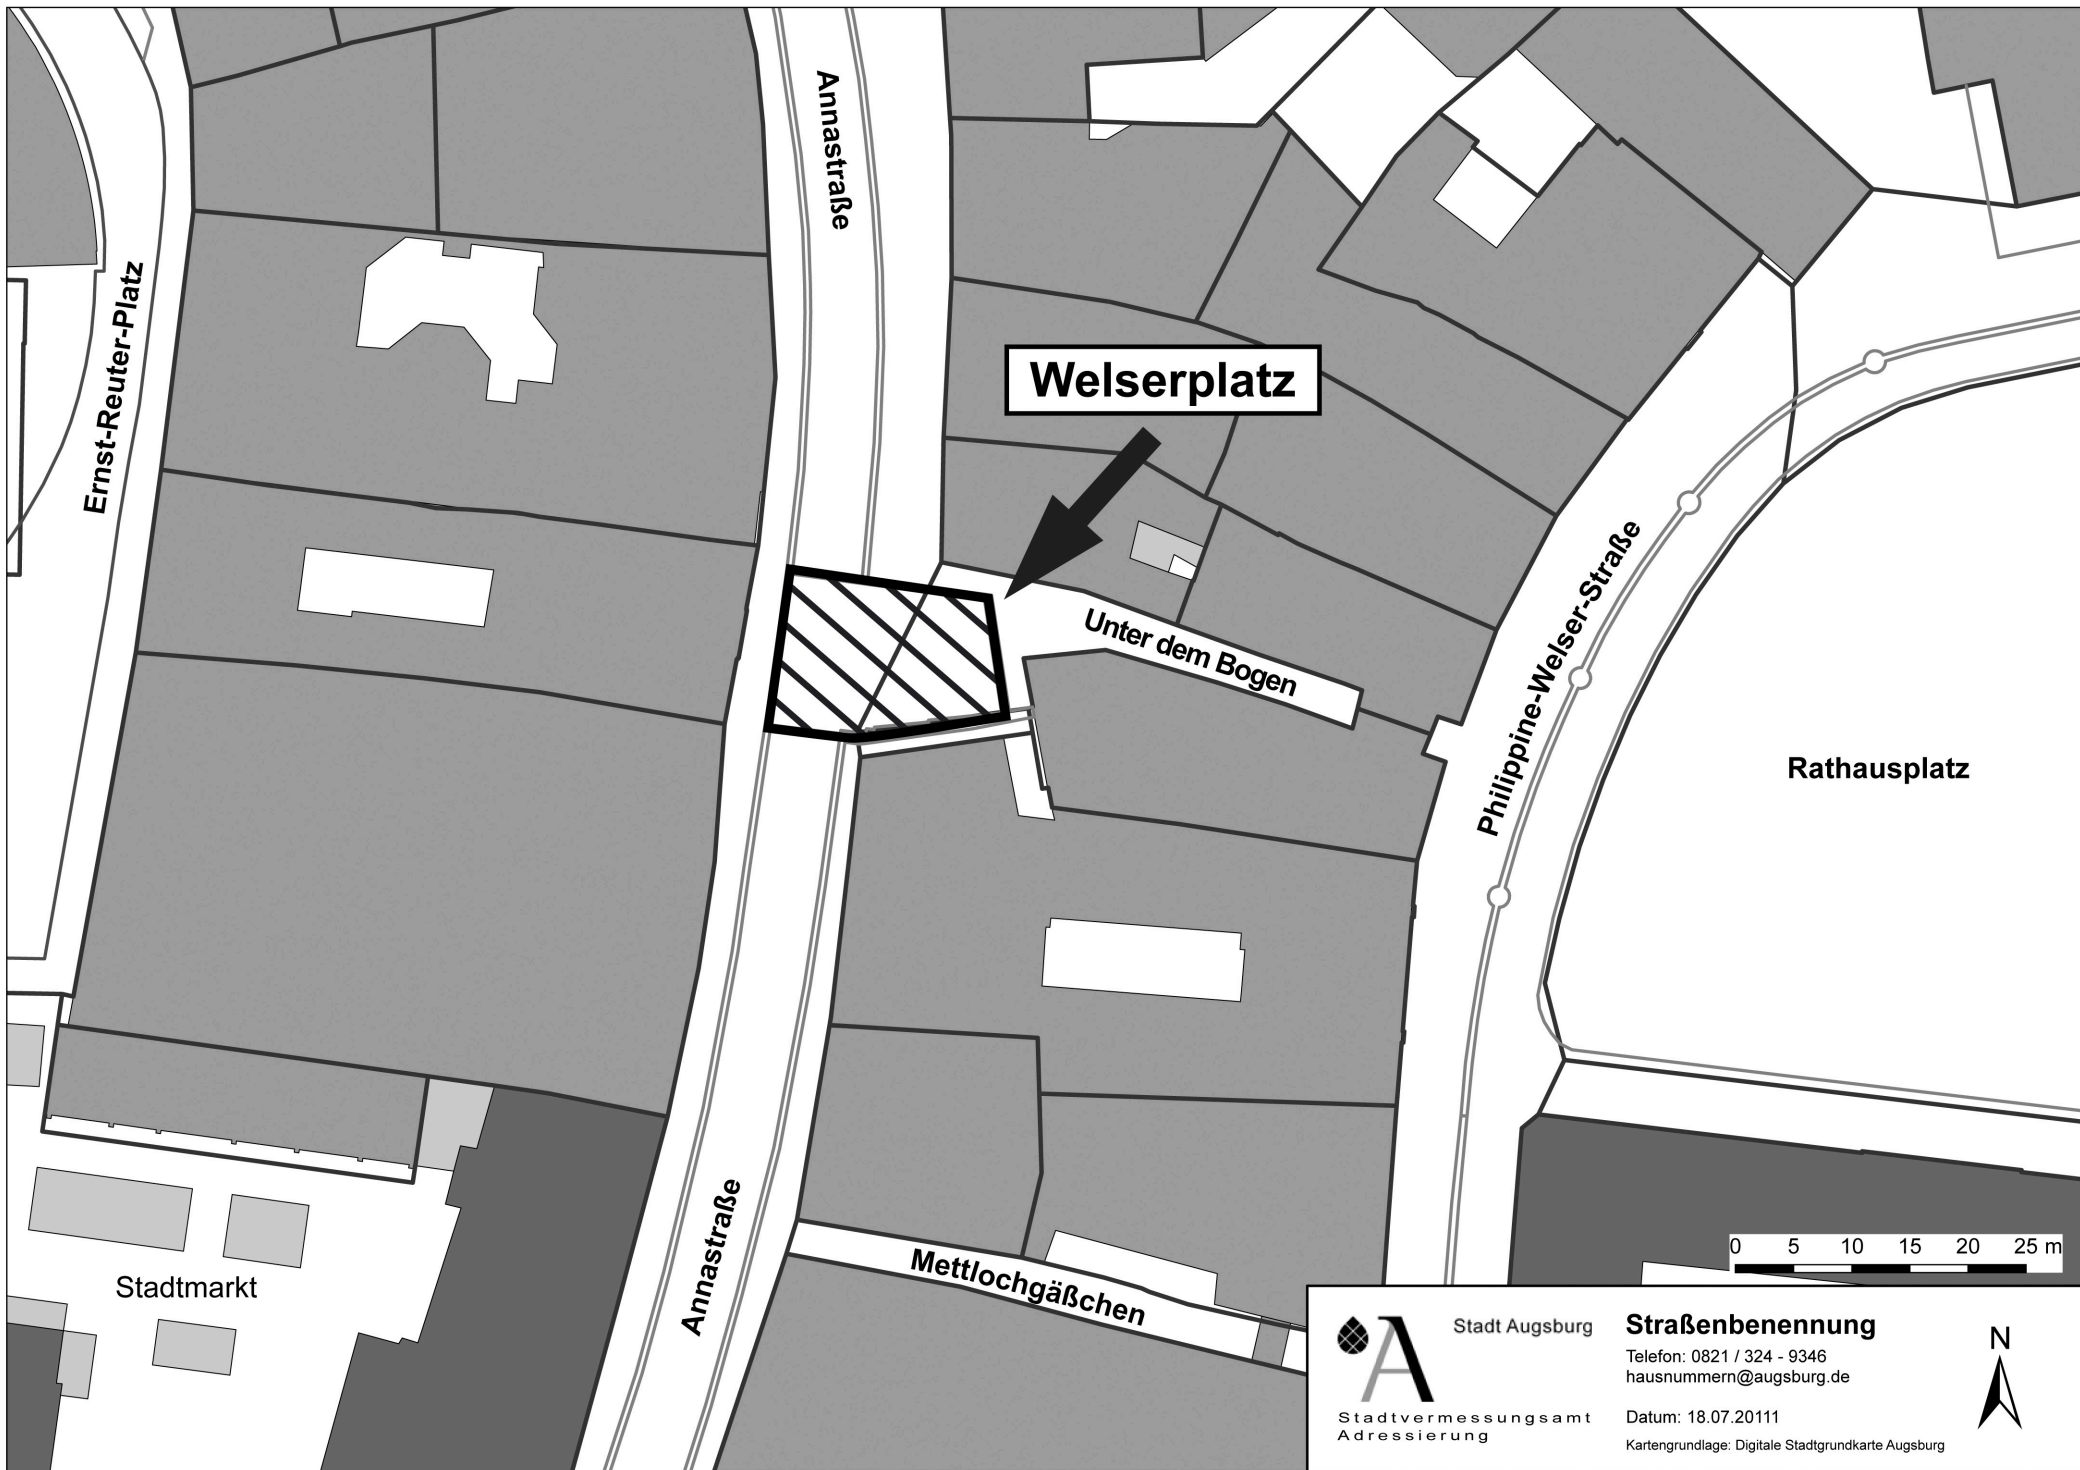 Annastraße
Ernst-Reuter-Platz
Welserplatz
Unter dem Bogen
Philippine-Welser-Straße
Rathausplatz
Annastraße
Mettlochgäßchen
Stadtmarkt
0 5 10 15 20 25 m
A
Stadt Augsburg
Stadtvermessungsamt
Adressierung
Straßenbenennung
Telefon: 0821 / 324 - 9346
hausnummern@augsburg.de
Datum: 18.07.20111
Kartengrundlage: Digitale Stadtgrundkarte Augsburg
N